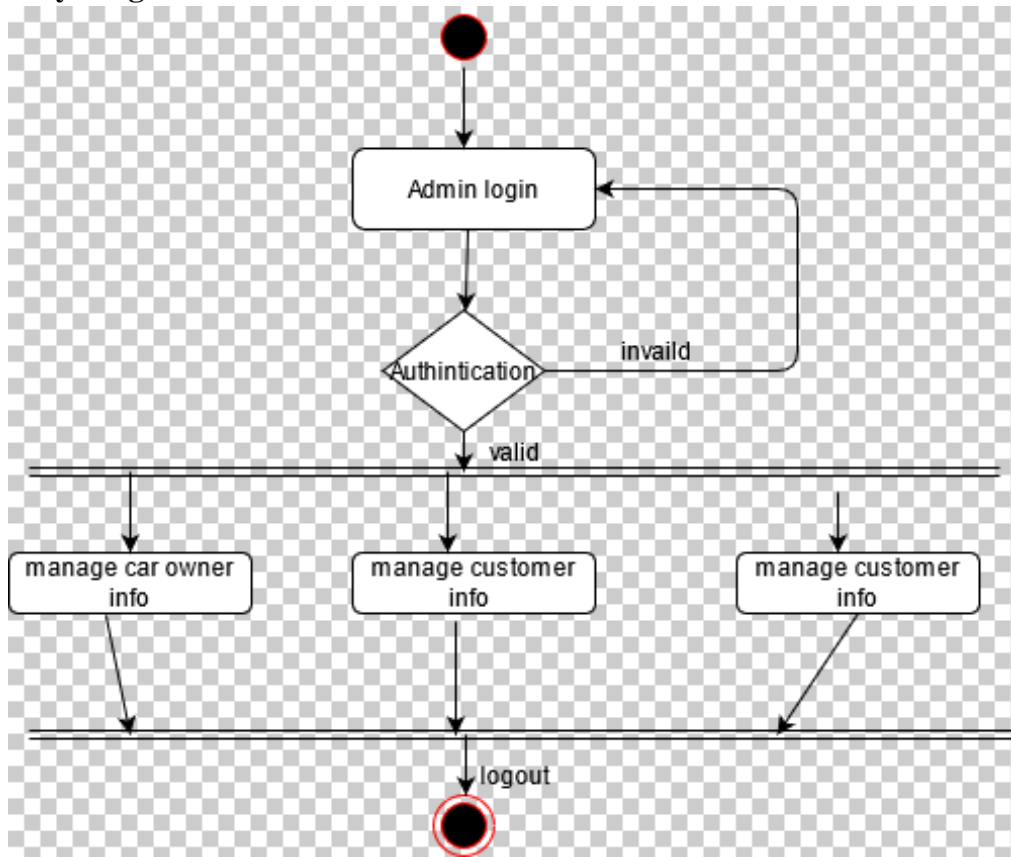 Admin login
Authintication
invaild
valid
manage car owner
info
manage customer
info
manage customer
info
logout